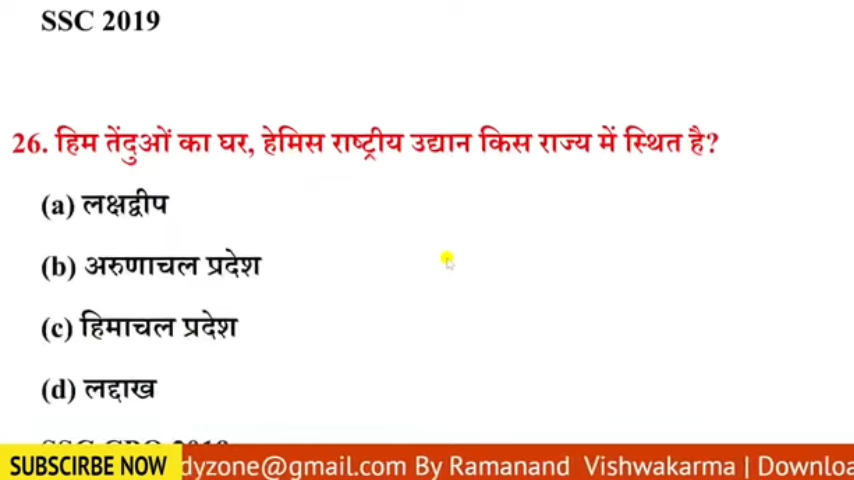 SSC 2019
26. हिम तेंदुओं का घर, हेमिस राष्ट्रीय उद्यान किस राज्य में स्थित है?
(a) लक्षद्वीप
(b) अरुणाचल प्रदेश
(c) हिमाचल प्रदेश
(d) लद्दाख
SUBSCIRBE NOW dyzone@gmail.com By Ramanand Vishwakarma | Downloa